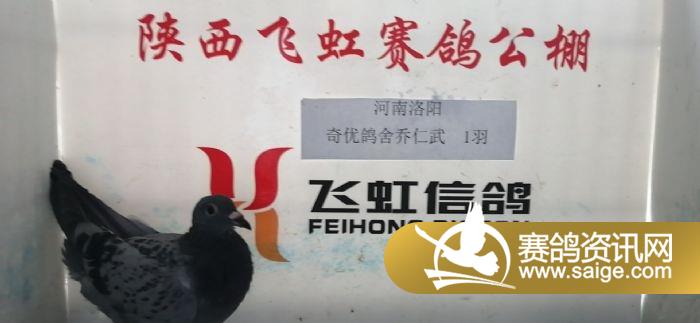 陕西飞虹赛鸽公棚
河南洛阳
奇优鸽舍乔仁武 1羽
飞虹信鸽
FEIHONG
赛鸽资讯网
www.saige.com